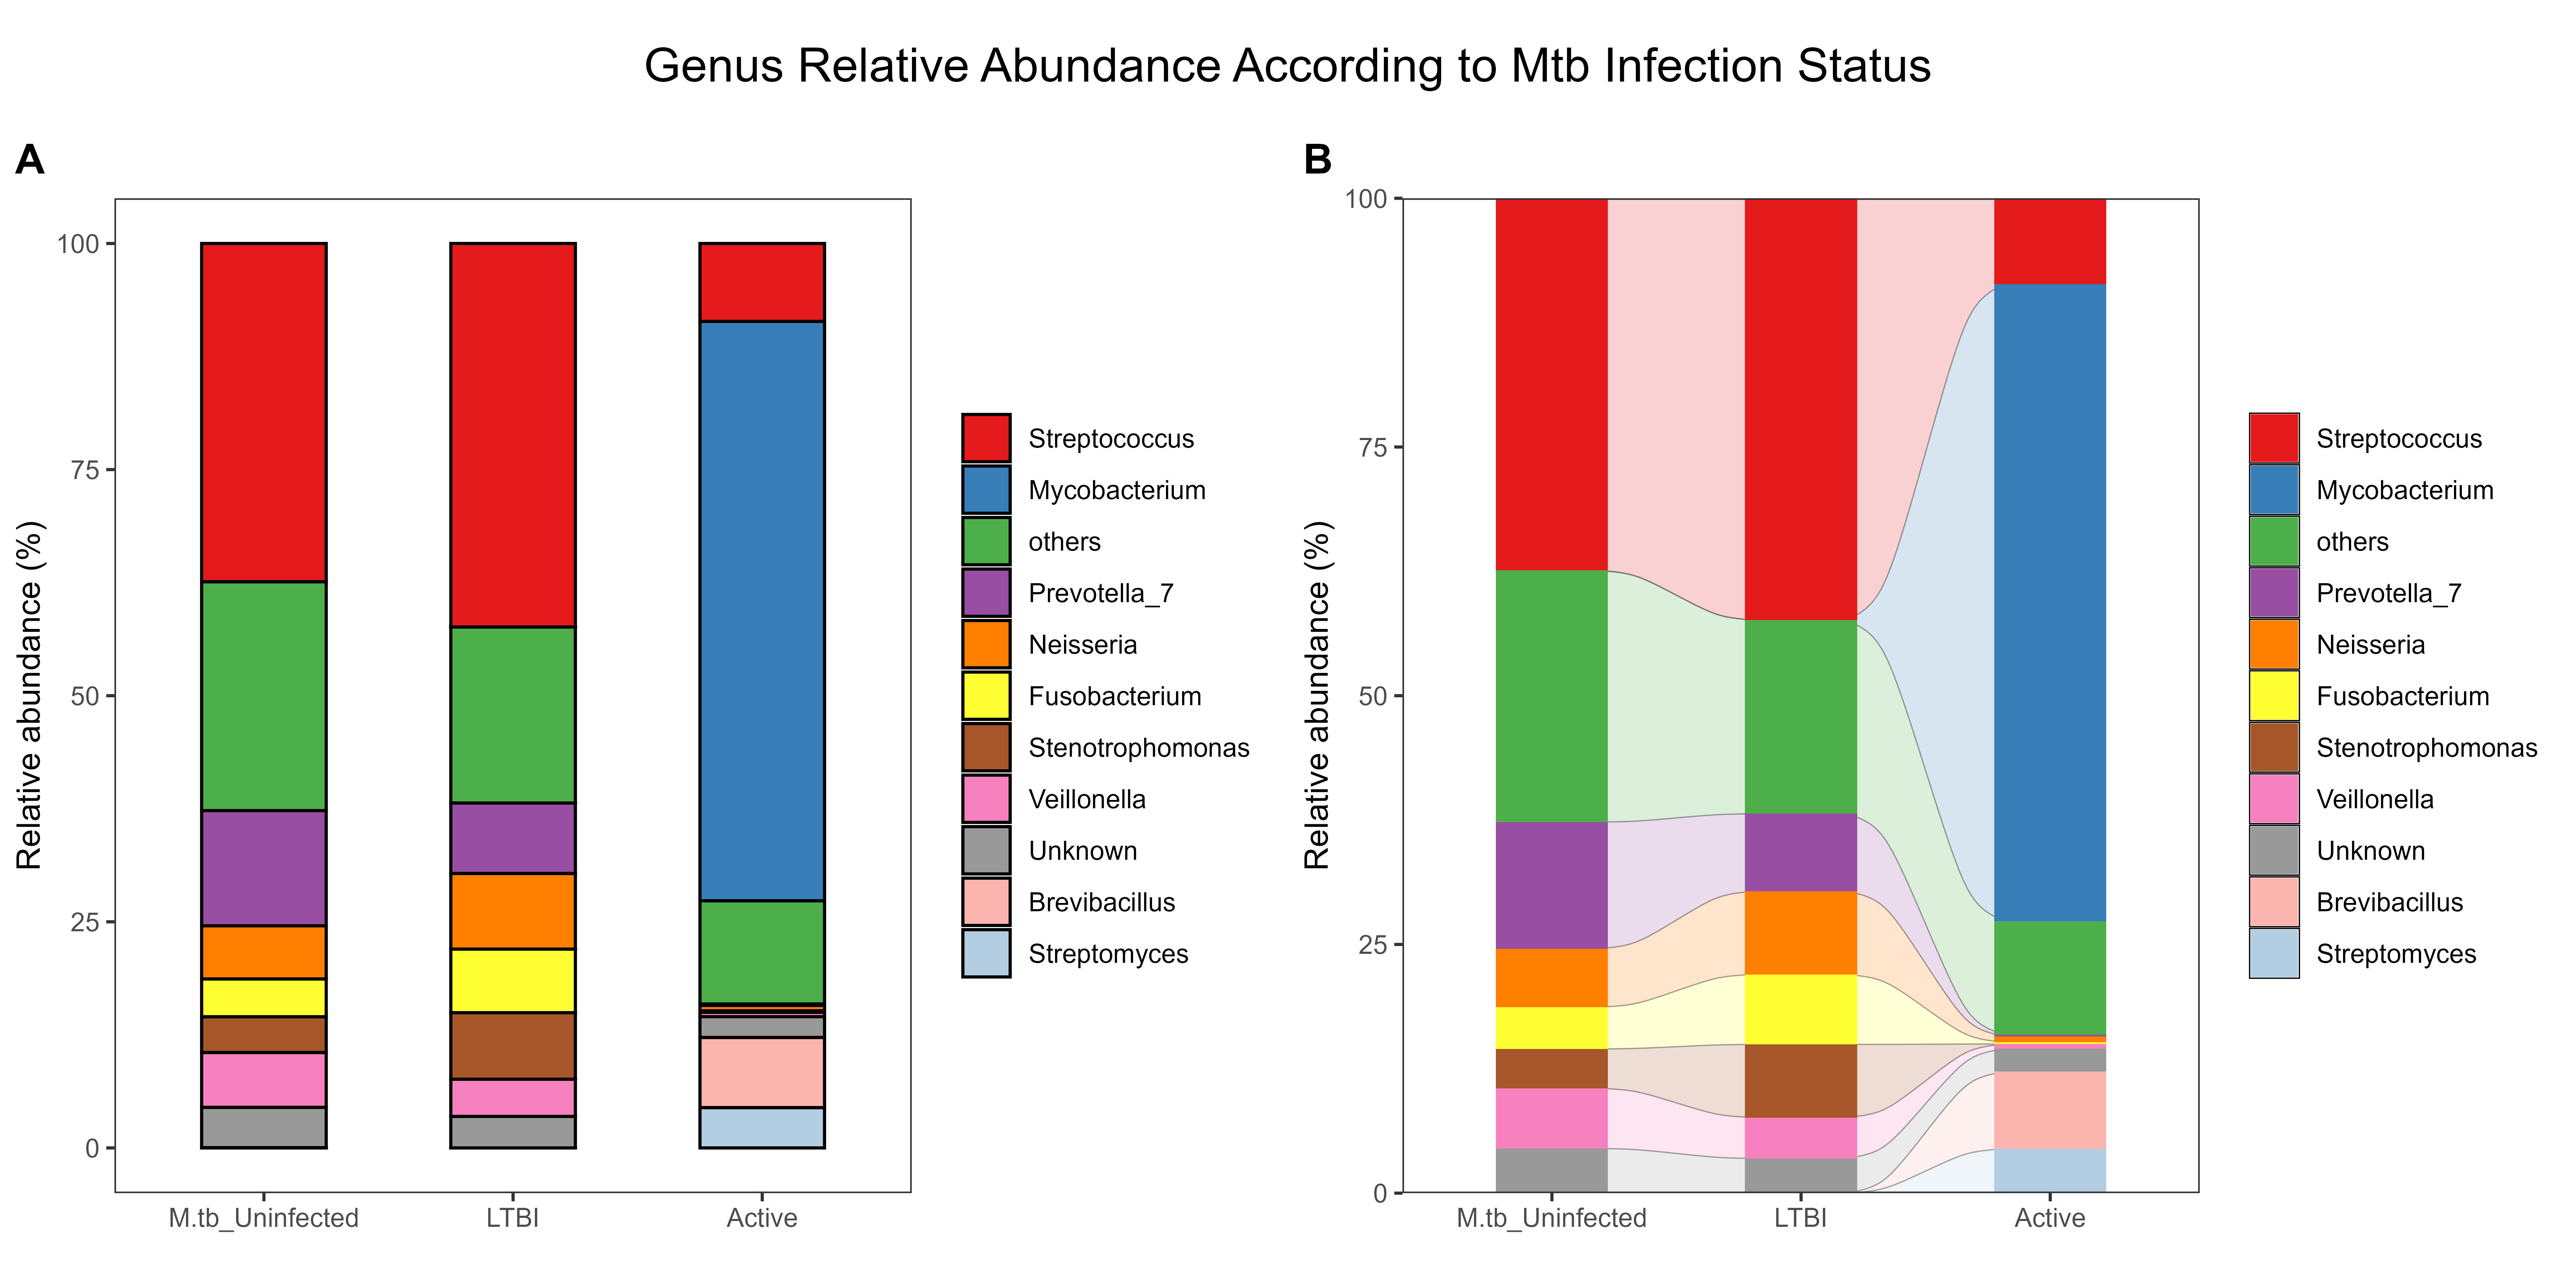 Genus Relative Abundance According to Mtb Infection Status
A
Relative abundance (%)
100
75
50
25
0
M.tb_Uninfected
LTBI
Active
Streptococcus
Mycobacterium
others
Prevotella_7
Neisseria
Fusobacterium
Stenotrophomonas
Veillonella
Unknown
Brevibacillus
Streptomyces
B
Relative abundance (%)
100
75
50
25
0
M.tb_Uninfected
LTBI
Active
Streptococcus
Mycobacterium
others
Prevotella_7
Neisseria
Fusobacterium
Stenotrophomonas
Veillonella
Unknown
Brevibacillus
Streptomyces